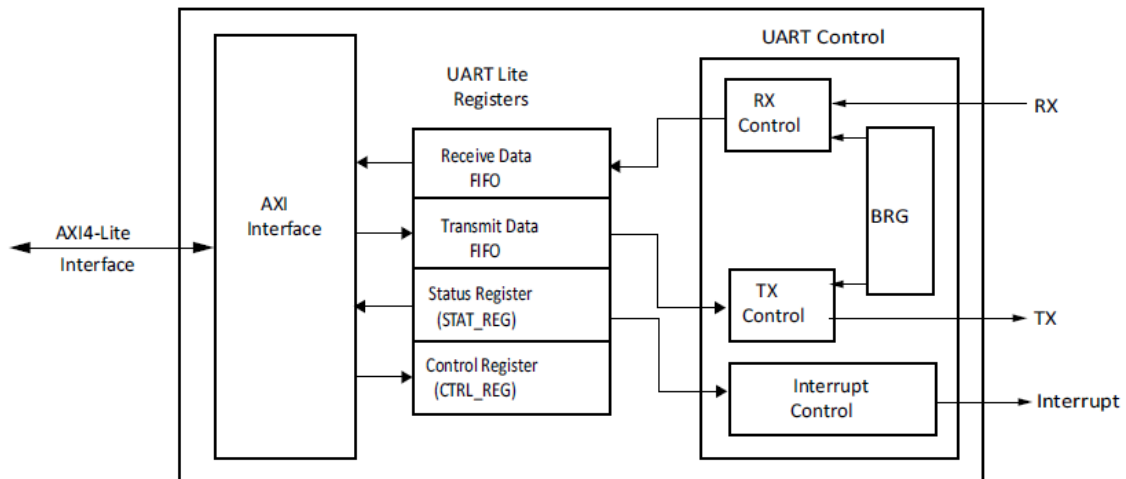 UART Control
UART Lite
Registers
RX
Control
RX
Receive Data
FIFO
AXI
Interface
BRG
Transmit Data
FIFO
AXI4-Lite
Interface
Status Register
(STAT_REG)
TX
Control
TX
Control Register
(CTRL_REG)
Interrupt
Control
Interrupt